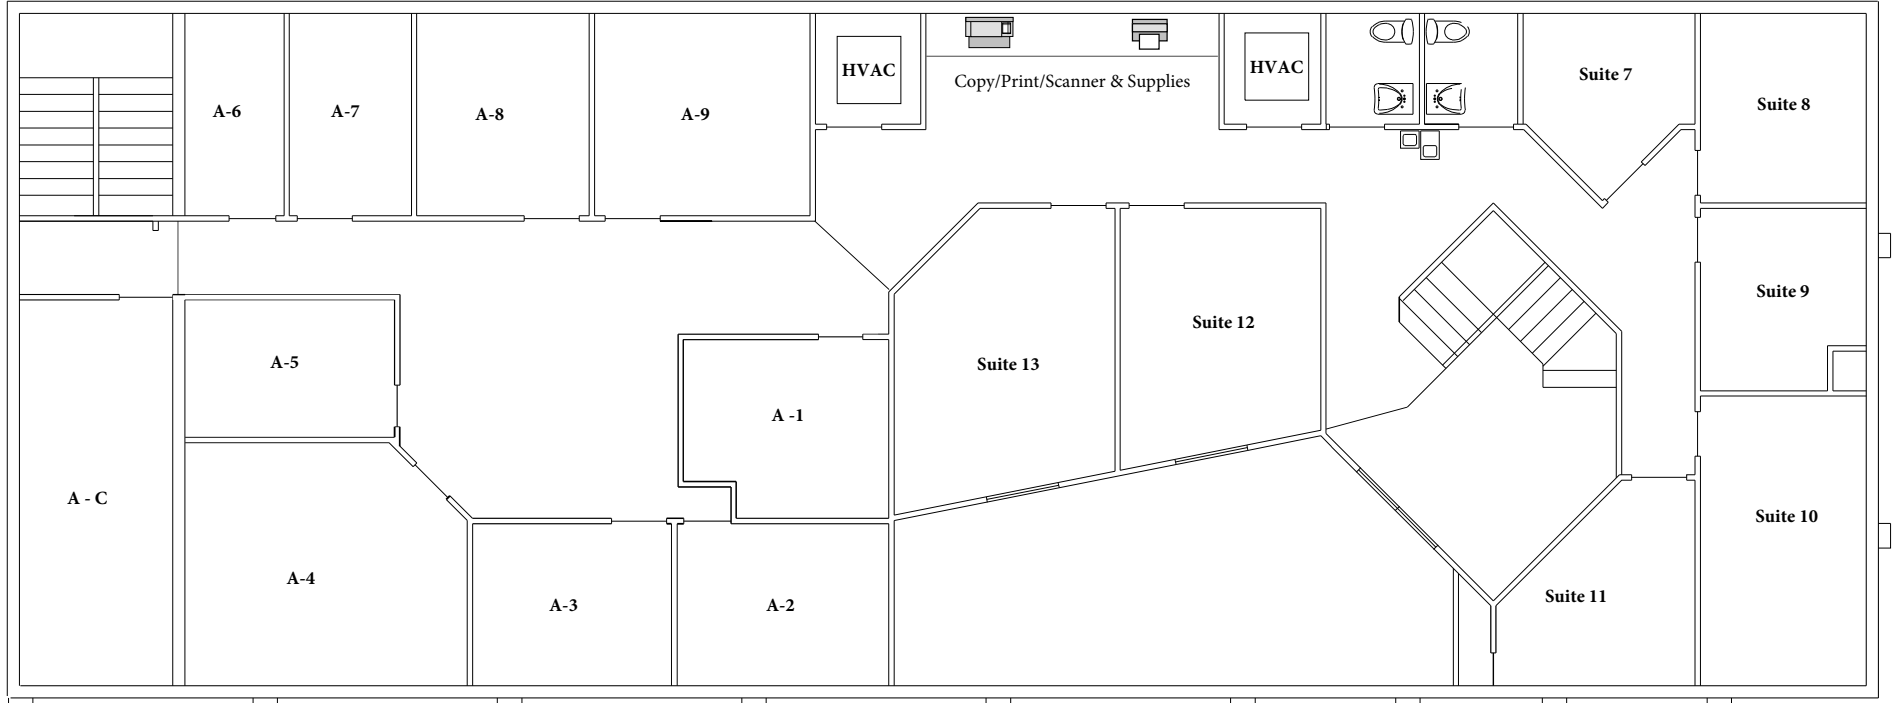 HVAC
HVAC
Copy/Print/Scanner & Supplies
Suite 7
Suite 8
A-6
A-7
A-8
A-9
Suite 9
Suite 12
A-5
Suite 13
A -1
A - C
Suite 10
A-4
A-3
A-2
Suite 11